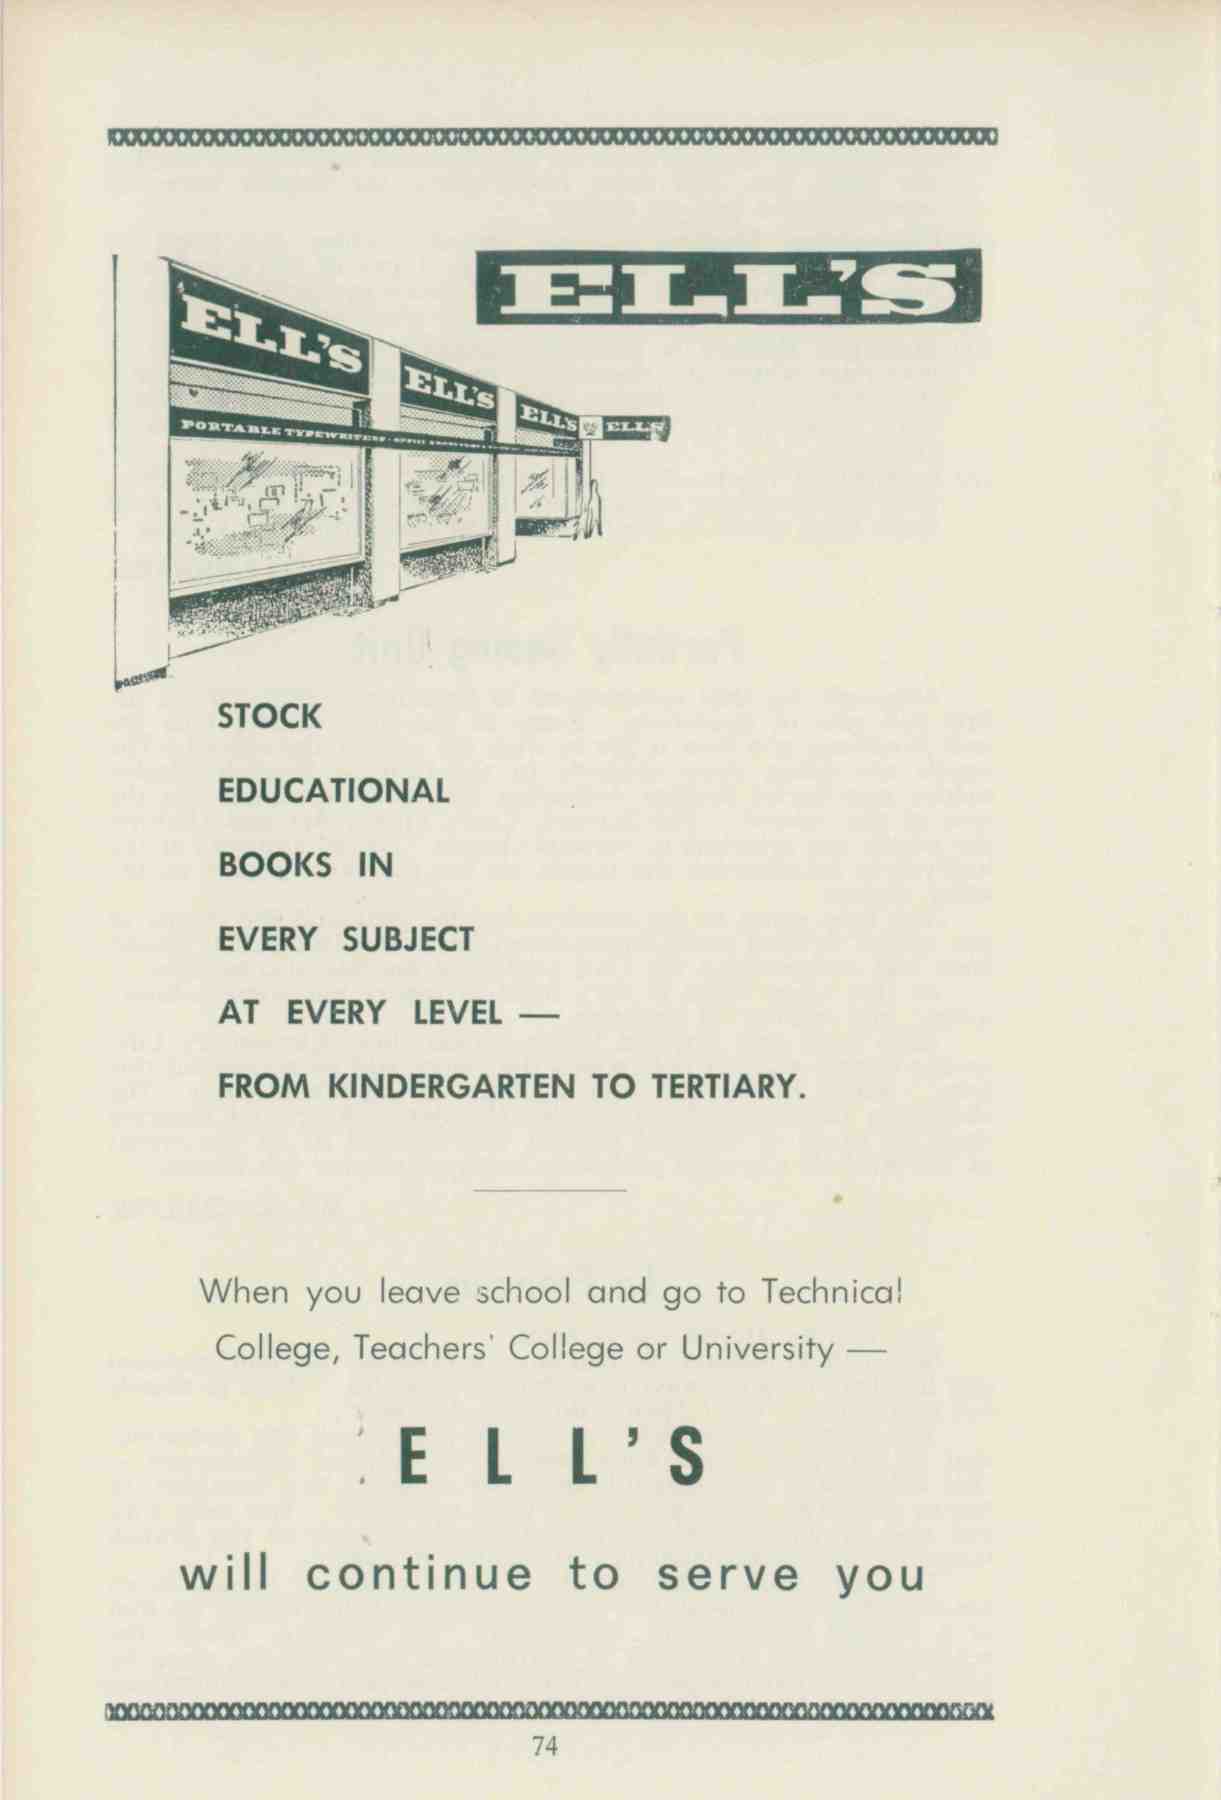 ELL'S
ELL'S
ELL'S
ELL'S
ELL'S
PORTABLE TYPEWRITERS
STOCK
EDUCATIONAL
BOOKS IN
EVERY SUBJECT
AT EVERY LEVEL —
FROM KINDERGARTEN TO TERTIARY.
When you leave school and go to Technical
College, Teachers' College or University —
ELL'S
will continue to serve you
74